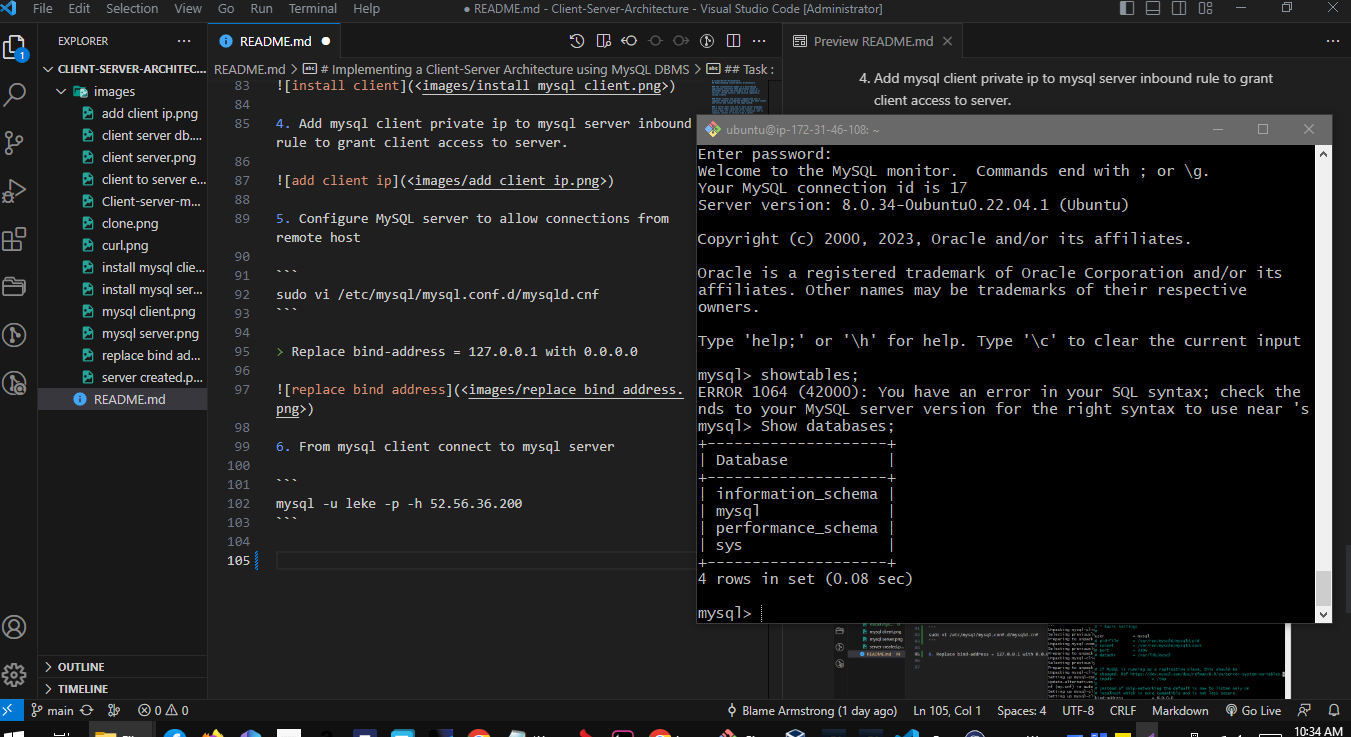 File Edit Selection View Go Run Terminal Help
● README.md - Client-Server-Architecture - Visual Studio Code [Administrator]
EXPLORER
CLIENT-SERVER-ARCHITEC...
images
add client ip.png
client server db....
client server.png
client to server e...
Client-server-m...
clone.png
curl.png
install mysql clie...
install mysql ser...
mysql client.png
mysql server.png
replace bind ad...
server created.p...
README.md
OUTLINE
TIMELINE
1
README.md ●
README.md > # Implementing a Client-Server Architecture using MysQL DBMS > ## Task :
83 ![install client](<images/install mysql client.png>)
84
85 4. Add mysql client private ip to mysql server inbound
rule to grant client access to server.
86
87 ![add client ip](<images/add client ip.png>)
88
89 5. Configure MySQL server to allow connections from
remote host
90
91 ```
92 sudo vi /etc/mysql/mysql.conf.d/mysqld.cnf
93 ```
94
95 > Replace bind-address = 127.0.0.1 with 0.0.0.0
96
97 ![replace bind address](<images/replace bind address.
png>)
98
99 6. From mysql client connect to mysql server
100
101 ```
102 mysql -u leke -p -h 52.56.36.200
103 ```
104
105
Preview README.md
4. Add mysql client private ip to mysql server inbound rule to grant
client access to server.
ubuntu@ip-172-31-46-108: ~
Enter password:
Welcome to the MySQL monitor. Commands end with ; or \g.
Your MySQL connection id is 17
Server version: 8.0.34-0ubuntu0.22.04.1 (Ubuntu)
Copyright (c) 2000, 2023, Oracle and/or its affiliates.
Oracle is a registered trademark of Oracle Corporation and/or its
affiliates. Other names may be trademarks of their respective
owners.
Type 'help;' or '\h' for help. Type '\c' to clear the current input
mysql> showtables;
ERROR 1064 (42000): You have an error in your SQL syntax; check the
nds to your MySQL server version for the right syntax to use near 's
mysql> Show databases;
+--------------------+
| Database |
+--------------------+
| information_schema |
| mysql |
| performance_schema |
| sys |
+--------------------+
4 rows in set (0.08 sec)
mysql>
main 0 0 Blame Armstrong (1 day ago) Ln 105, Col 1 Spaces: 4 UTF-8 CRLF Markdown Go Live
10:34 AM